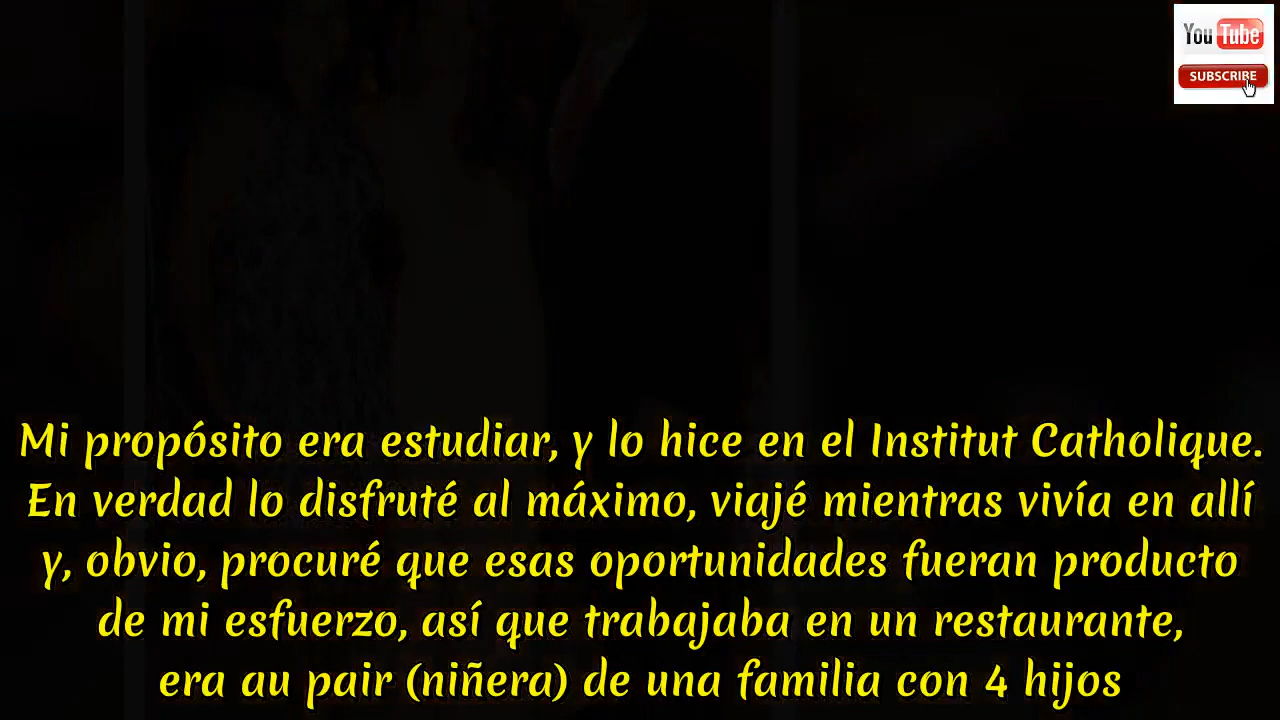 You Tube
SUBSCRIBE
Mi propósito era estudiar, y lo hice en el Institut Catholique.
En verdad lo disfruté al máximo, viajé mientras vivía en allí
y, obvio, procuré que esas oportunidades fueran producto
de mi esfuerzo, así que trabajaba en un restaurante,
era au pair (niñera) de una familia con 4 hijos